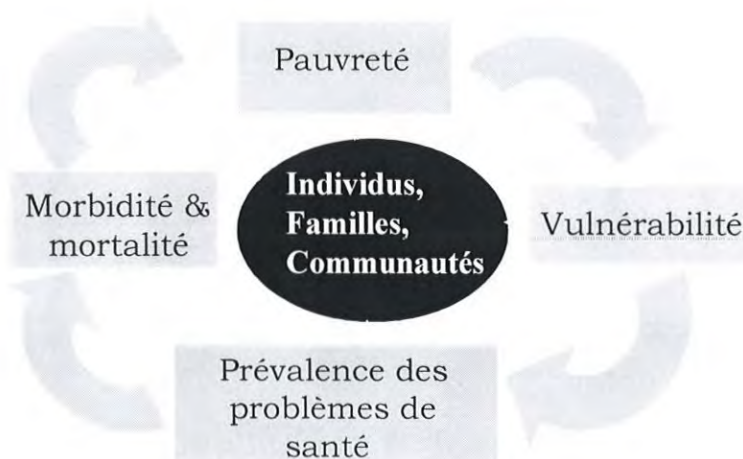 Pauvreté
Individus,
Familles,
Communautés
Morbidité &
mortalité
Vulnérabilité
Prévalence des
problèmes de
santé